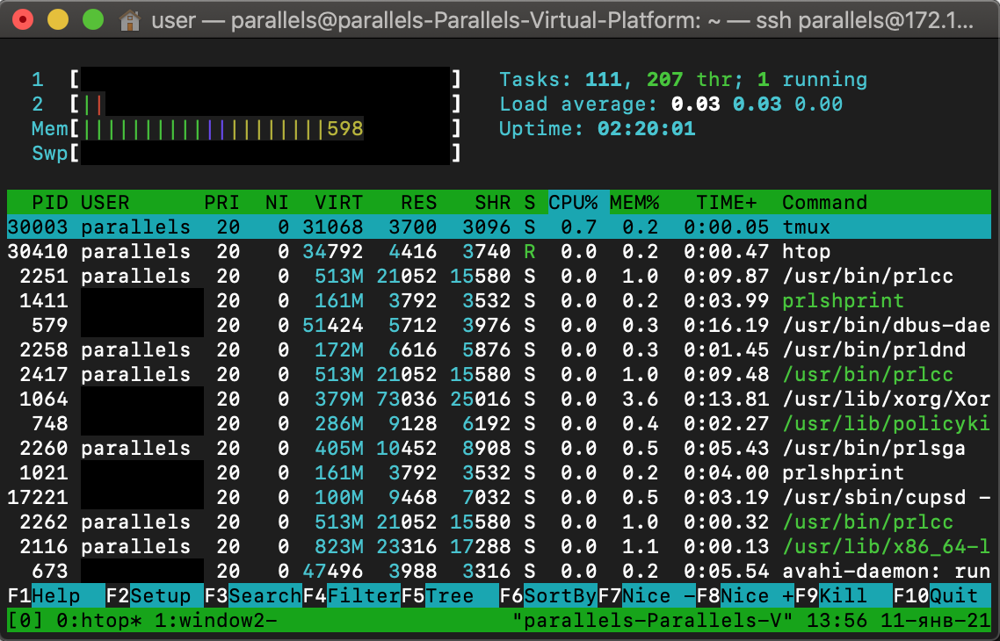 user — parallels@parallels-Parallels-Virtual-Platform: ~ — ssh parallels@172.1...
1 [ ] Tasks: 111, 207 thr; 1 running
2 [|| ] Load average: 0.03 0.03 0.00
Mem[||||||||||||||||||||598 ] Uptime: 02:20:01
Swp[ ]
PID USER PRI NI VIRT RES SHR S CPU% MEM% TIME+ Command
30003 parallels 20 0 31068 3700 3096 S 0.7 0.2 0:00.05 tmux
30410 parallels 20 0 34792 4416 3740 R 0.0 0.2 0:00.47 htop
2251 parallels 20 0 513M 21052 15580 S 0.0 1.0 0:09.87 /usr/bin/prlcc
1411 20 0 161M 3792 3532 S 0.0 0.2 0:03.99 prlshprint
579 20 0 51424 5712 3976 S 0.0 0.3 0:16.19 /usr/bin/dbus-dae
2258 parallels 20 0 172M 6616 5876 S 0.0 0.3 0:01.45 /usr/bin/prldnd
2417 parallels 20 0 513M 21052 15580 S 0.0 1.0 0:09.48 /usr/bin/prlcc
1064 20 0 379M 73036 25016 S 0.0 3.6 0:13.81 /usr/lib/xorg/Xor
748 20 0 286M 9128 6192 S 0.0 0.4 0:02.27 /usr/lib/policyki
2260 parallels 20 0 405M 10452 8908 S 0.0 0.5 0:05.43 /usr/bin/prlsga
1021 20 0 161M 3792 3532 S 0.0 0.2 0:04.00 prlshprint
17221 20 0 100M 9468 7032 S 0.0 0.5 0:03.19 /usr/sbin/cupsd -
2262 parallels 20 0 513M 21052 15580 S 0.0 1.0 0:00.32 /usr/bin/prlcc
2116 parallels 20 0 823M 23316 17288 S 0.0 1.1 0:00.13 /usr/lib/x86_64-l
673 20 0 47496 3988 3316 S 0.0 0.2 0:05.54 avahi-daemon: run
F1Help F2Setup F3SearchF4FilterF5Tree F6SortByF7Nice -F8Nice +F9Kill F10Quit
[0] 0:htop* 1:window2- "parallels-Parallels-V" 13:56 11-янв-21